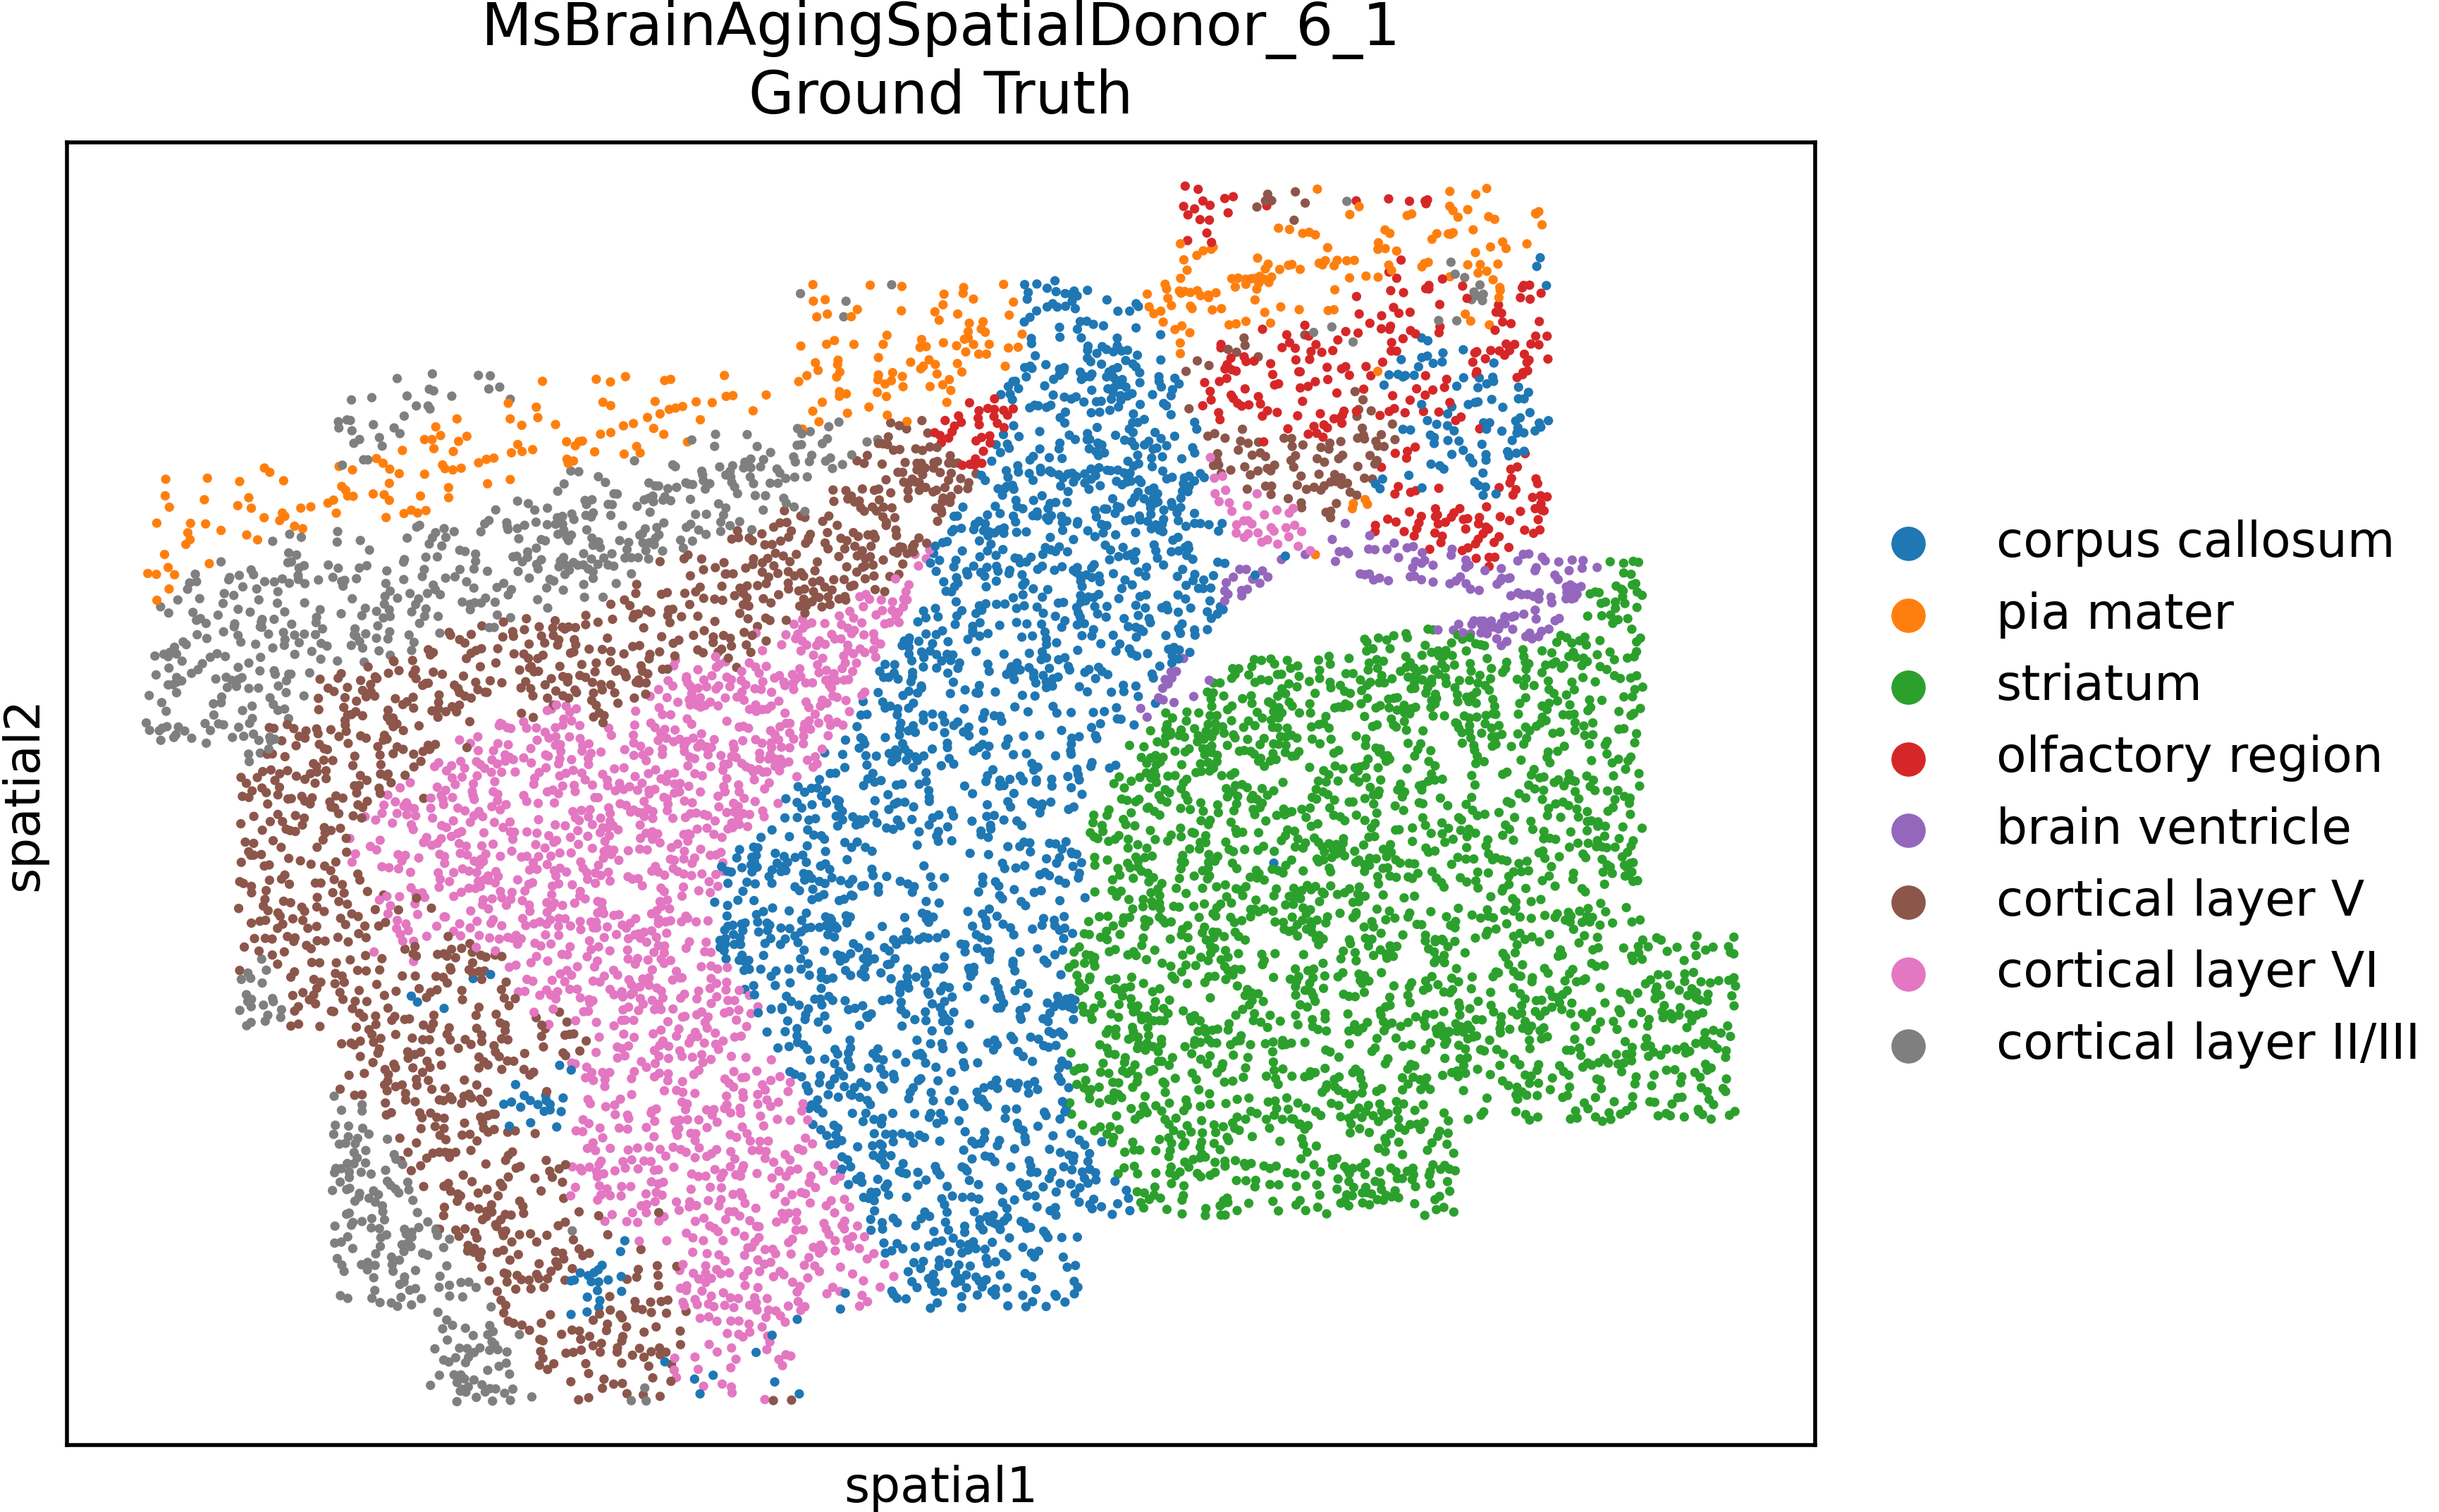 MsBrainAgingSpatialDonor_6_1
Ground Truth
spatial2
spatial1
corpus callosum
pia mater
striatum
olfactory region
brain ventricle
cortical layer V
cortical layer VI
cortical layer II/III